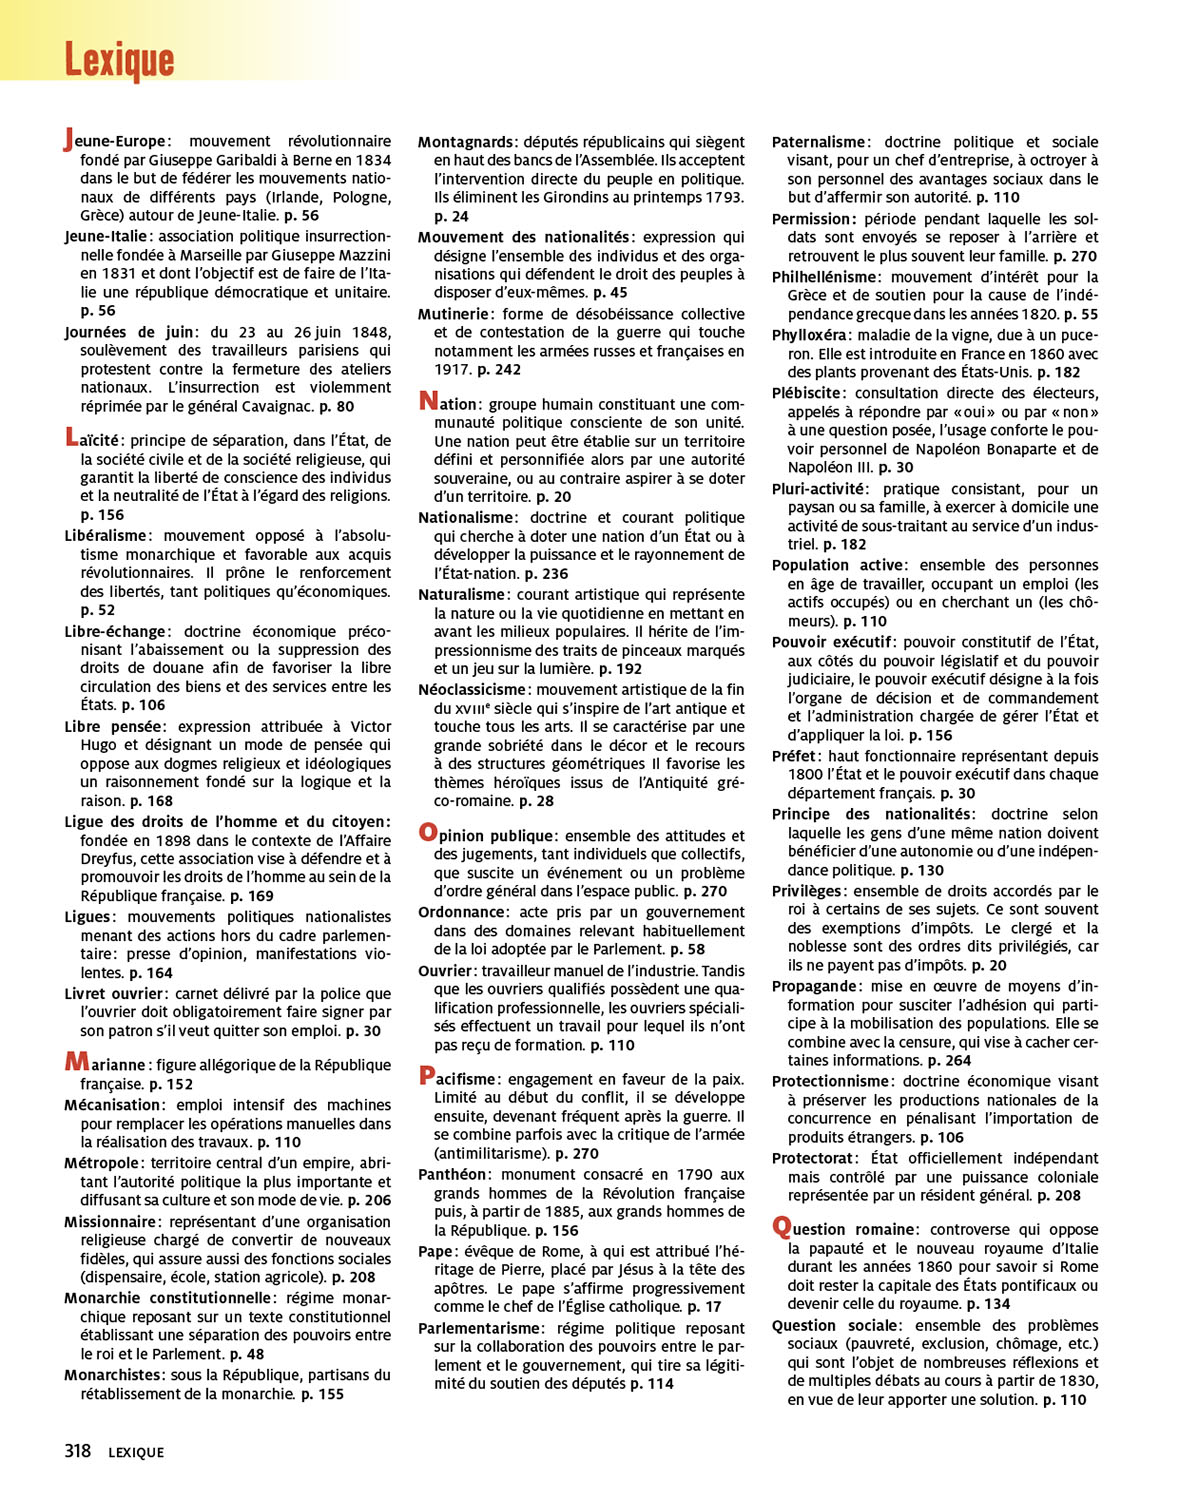 Lexique
Jeune-Europe : mouvement révolutionnaire
fondé par Giuseppe Garibaldi à Berne en 1834
dans le but de fédérer les mouvements natio-
naux de différents pays (Irlande, Pologne,
Grèce) autour de Jeune-Italie. p. 56
Jeune-Italie : association politique insurrection-
nelle fondée à Marseille par Giuseppe Mazzini
en 1831 et dont l'objectif est de faire de l'Ita-
lie une république démocratique et unitaire.
p. 56
Journées de juin : du 23 au 26 juin 1848,
soulèvement des travailleurs parisiens qui
protestent contre la fermeture des ateliers
nationaux. L'insurrection est violemment
réprimée par le général Cavaignac. p. 80
Laïcité : principe de séparation, dans l'État, de
la société civile et de la société religieuse, qui
garantit la liberté de conscience des individus
et la neutralité de l'État à l'égard des religions.
p. 156
Libéralisme : mouvement opposé à l'absolu-
tisme monarchique et favorable aux acquis
révolutionnaires. Il prône le renforcement
des libertés, tant politiques qu'économiques.
p. 52
Libre-échange : doctrine économique préco-
nisant l'abaissement ou la suppression des
droits de douane afin de favoriser la libre
circulation des biens et des services entre les
États. p. 106
Libre pensée : expression attribuée à Victor
Hugo et désignant un mode de pensée qui
oppose aux dogmes religieux et idéologiques
un raisonnement fondé sur la logique et la
raison. p. 168
Ligue des droits de l'homme et du citoyen :
fondée en 1898 dans le contexte de l'Affaire
Dreyfus, cette association vise à défendre et à
promouvoir les droits de l'homme au sein de la
République française. p. 169
Ligues : mouvements politiques nationalistes
menant des actions hors du cadre parlemen-
taire : presse d'opinion, manifestations vio-
lentes. p. 164
Livret ouvrier : carnet délivré par la police que
l'ouvrier doit obligatoirement faire signer par
son patron s'il veut quitter son emploi. p. 30
Marianne : figure allégorique de la République
française. p. 152
Mécanisation : emploi intensif des machines
pour remplacer les opérations manuelles dans
la réalisation des travaux. p. 110
Métropole : territoire central d'un empire, abri-
tant l'autorité politique la plus importante et
diffusant sa culture et son mode de vie. p. 206
Missionnaire : représentant d'une organisation
religieuse chargé de convertir de nouveaux
fidèles, qui assure aussi des fonctions sociales
(dispensaire, école, station agricole). p. 208
Monarchie constitutionnelle : régime monar-
chique reposant sur un texte constitutionnel
établissant une séparation des pouvoirs entre
le roi et le Parlement. p. 48
Monarchistes : sous la République, partisans du
rétablissement de la monarchie. p. 155
Montagnards : députés républicains qui siègent
en haut des bancs de l'Assemblée. Ils acceptent
l'intervention directe du peuple en politique.
Ils éliminent les Girondins au printemps 1793.
p. 24
Mouvement des nationalités : expression qui
désigne l'ensemble des individus et des orga-
nisations qui défendent le droit des peuples à
disposer d'eux-mêmes. p. 45
Mutinerie : forme de désobéissance collective
et de contestation de la guerre qui touche
notamment les armées russes et françaises en
1917. p. 242
Nation : groupe humain constituant une com-
munauté politique consciente de son unité.
Une nation peut être établie sur un territoire
défini et personnifiée alors par une autorité
souveraine, ou au contraire aspirer à se doter
d'un territoire. p. 20
Nationalisme : doctrine et courant politique
qui cherche à doter une nation d'un État ou à
développer la puissance et le rayonnement de
l'État-nation. p. 236
Naturalisme : courant artistique qui représente
la nature ou la vie quotidienne en mettant en
avant les milieux populaires. Il hérite de l'im-
pressionnisme des traits de pinceaux marqués
et un jeu sur la lumière. p. 192
Néoclassicisme : mouvement artistique de la fin
du XVIIIe siècle qui s'inspire de l'art antique et
touche tous les arts. Il se caractérise par une
grande sobriété dans le décor et le recours
à des structures géométriques Il favorise les
thèmes héroïques issus de l'Antiquité gré-
co-romaine. p. 28
Opinion publique : ensemble des attitudes et
des jugements, tant individuels que collectifs,
que suscite un événement ou un problème
d'ordre général dans l'espace public. p. 270
Ordonnance : acte pris par un gouvernement
dans des domaines relevant habituellement
de la loi adoptée par le Parlement. p. 58
Ouvrier : travailleur manuel de l'industrie. Tandis
que les ouvriers qualifiés possèdent une qua-
lification professionnelle, les ouvriers spéciali-
sés effectuent un travail pour lequel ils n'ont
pas reçu de formation. p. 110
Pacifisme : engagement en faveur de la paix.
Limité au début du conflit, il se développe
ensuite, devenant fréquent après la guerre. Il
se combine parfois avec la critique de l'armée
(antimilitarisme). p. 270
Panthéon : monument consacré en 1790 aux
grands hommes de la Révolution française
puis, à partir de 1885, aux grands hommes de
la République. p. 156
Pape : évêque de Rome, à qui est attribué l'hé-
ritage de Pierre, placé par Jésus à la tête des
apôtres. Le pape s'affirme progressivement
comme le chef de l'Église catholique. p. 17
Parlementarisme : régime politique reposant
sur la collaboration des pouvoirs entre le par-
lement et le gouvernement, qui tire sa légiti-
mité du soutien des députés p. 114
Paternalisme : doctrine politique et sociale
visant, pour un chef d'entreprise, à octroyer à
son personnel des avantages sociaux dans le
but d'affermir son autorité. p. 110
Permission : période pendant laquelle les sol-
dats sont envoyés se reposer à l'arrière et
retrouvent le plus souvent leur famille. p. 270
Philhellénisme : mouvement d'intérêt pour la
Grèce et de soutien pour la cause de l'indé-
pendance grecque dans les années 1820. p. 55
Phylloxéra : maladie de la vigne, due à un puce-
ron. Elle est introduite en France en 1860 avec
des plants provenant des États-Unis. p. 182
Plébiscite : consultation directe des électeurs,
appelés à répondre par « oui » ou par « non »
à une question posée, l'usage conforte le pou-
voir personnel de Napoléon Bonaparte et de
Napoléon III. p. 30
Pluri-activité : pratique consistant, pour un
paysan ou sa famille, à exercer à domicile une
activité de sous-traitant au service d'un indus-
triel. p. 182
Population active : ensemble des personnes
en âge de travailler, occupant un emploi (les
actifs occupés) ou en cherchant un (les chô-
meurs). p. 110
Pouvoir exécutif : pouvoir constitutif de l'État,
aux côtés du pouvoir législatif et du pouvoir
judiciaire, le pouvoir exécutif désigne à la fois
l'organe de décision et de commandement
et l'administration chargée de gérer l'État et
d'appliquer la loi. p. 156
Préfet : haut fonctionnaire représentant depuis
1800 l'État et le pouvoir exécutif dans chaque
département français. p. 30
Principe des nationalités : doctrine selon
laquelle les gens d'une même nation doivent
bénéficier d'une autonomie ou d'une indépen-
dance politique. p. 130
Privilèges : ensemble de droits accordés par le
roi à certains de ses sujets. Ce sont souvent
des exemptions d'impôts. Le clergé et la
noblesse sont des ordres dits privilégiés, car
ils ne payent pas d'impôts. p. 20
Propagande : mise en œuvre de moyens d'in-
formation pour susciter l'adhésion qui parti-
cipe à la mobilisation des populations. Elle se
combine avec la censure, qui vise à cacher cer-
taines informations. p. 264
Protectionnisme : doctrine économique visant
à préserver les productions nationales de la
concurrence en pénalisant l'importation de
produits étrangers. p. 106
Protectorat : État officiellement indépendant
mais contrôlé par une puissance coloniale
représentée par un résident général. p. 208
Question romaine : controverse qui oppose
la papauté et le nouveau royaume d'Italie
durant les années 1860 pour savoir si Rome
doit rester la capitale des États pontificaux ou
devenir celle du royaume. p. 134
Question sociale : ensemble des problèmes
sociaux (pauvreté, exclusion, chômage, etc.)
qui sont l'objet de nombreuses réflexions et
de multiples débats au cours à partir de 1830,
en vue de leur apporter une solution. p. 110
318 LEXIQUE